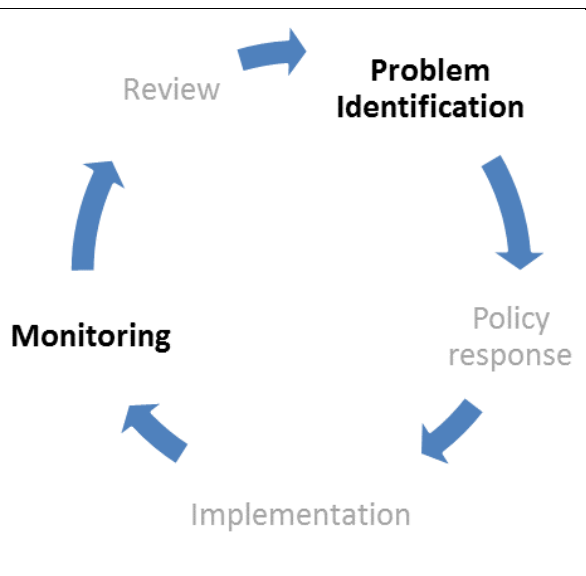 Review
Problem
Identification
Policy
response
Monitoring
Implementation